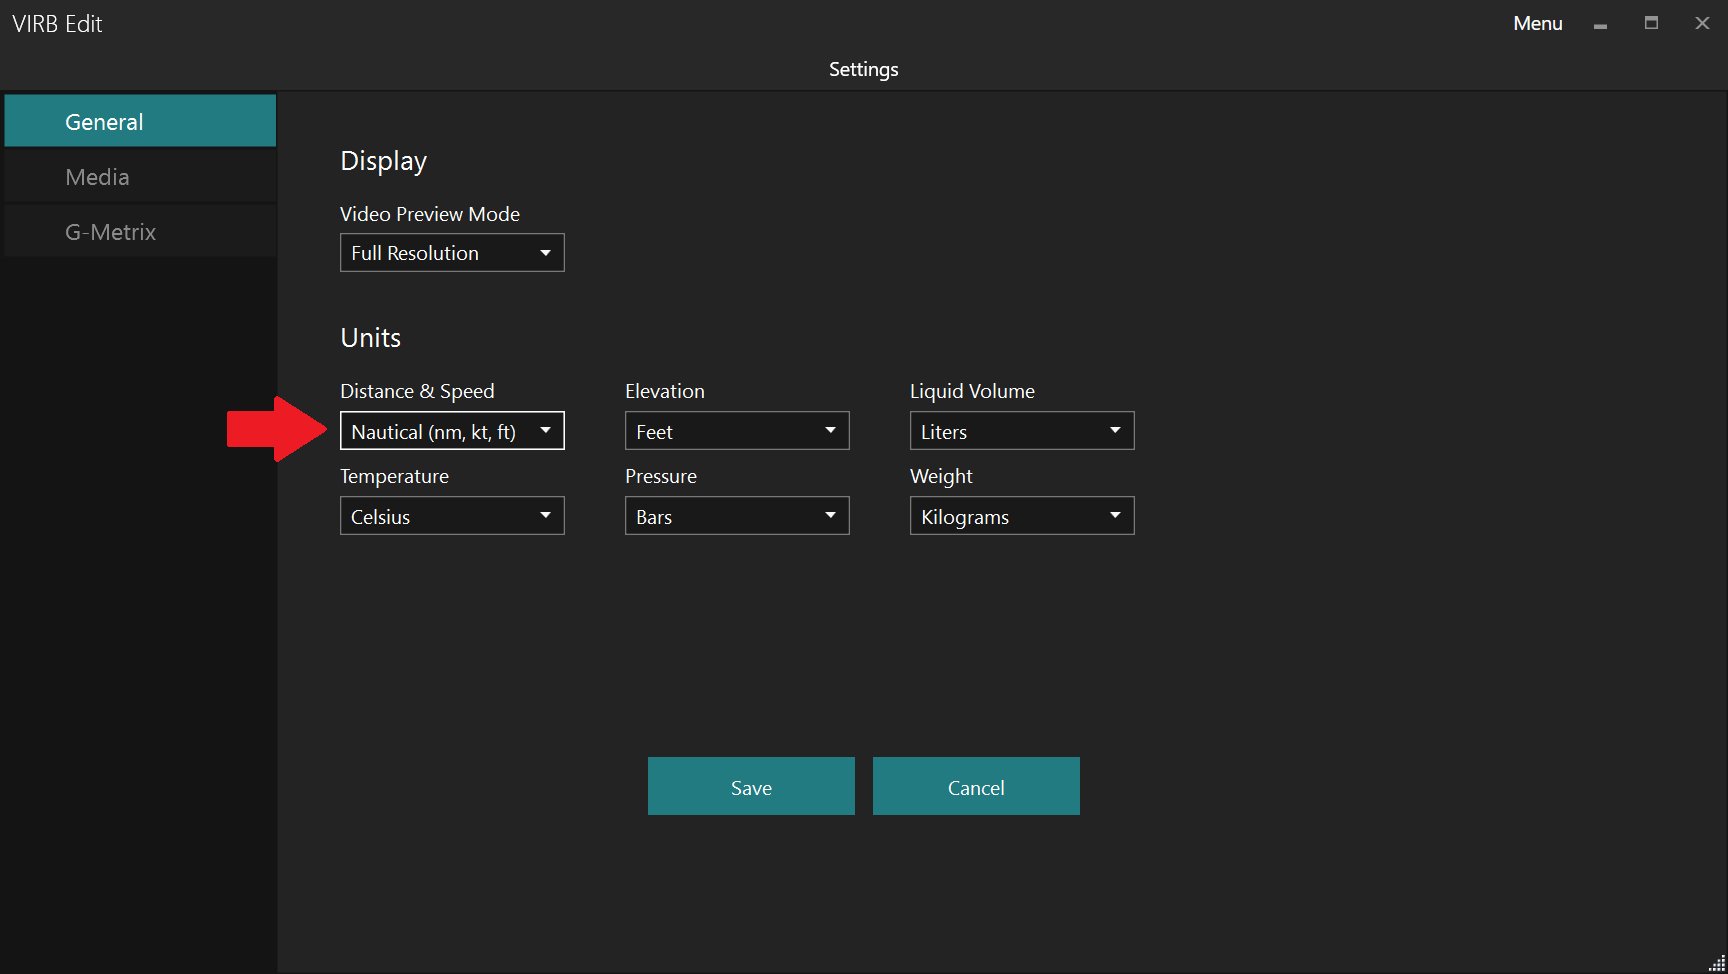 VIRB Edit
Menu
Settings
General
Media
G-Metrix
Display
Video Preview Mode
Full Resolution
Units
Distance & Speed
Elevation
Liquid Volume
Nautical (nm, kt, ft)
Feet
Liters
Temperature
Pressure
Weight
Celsius
Bars
Kilograms
Save
Cancel